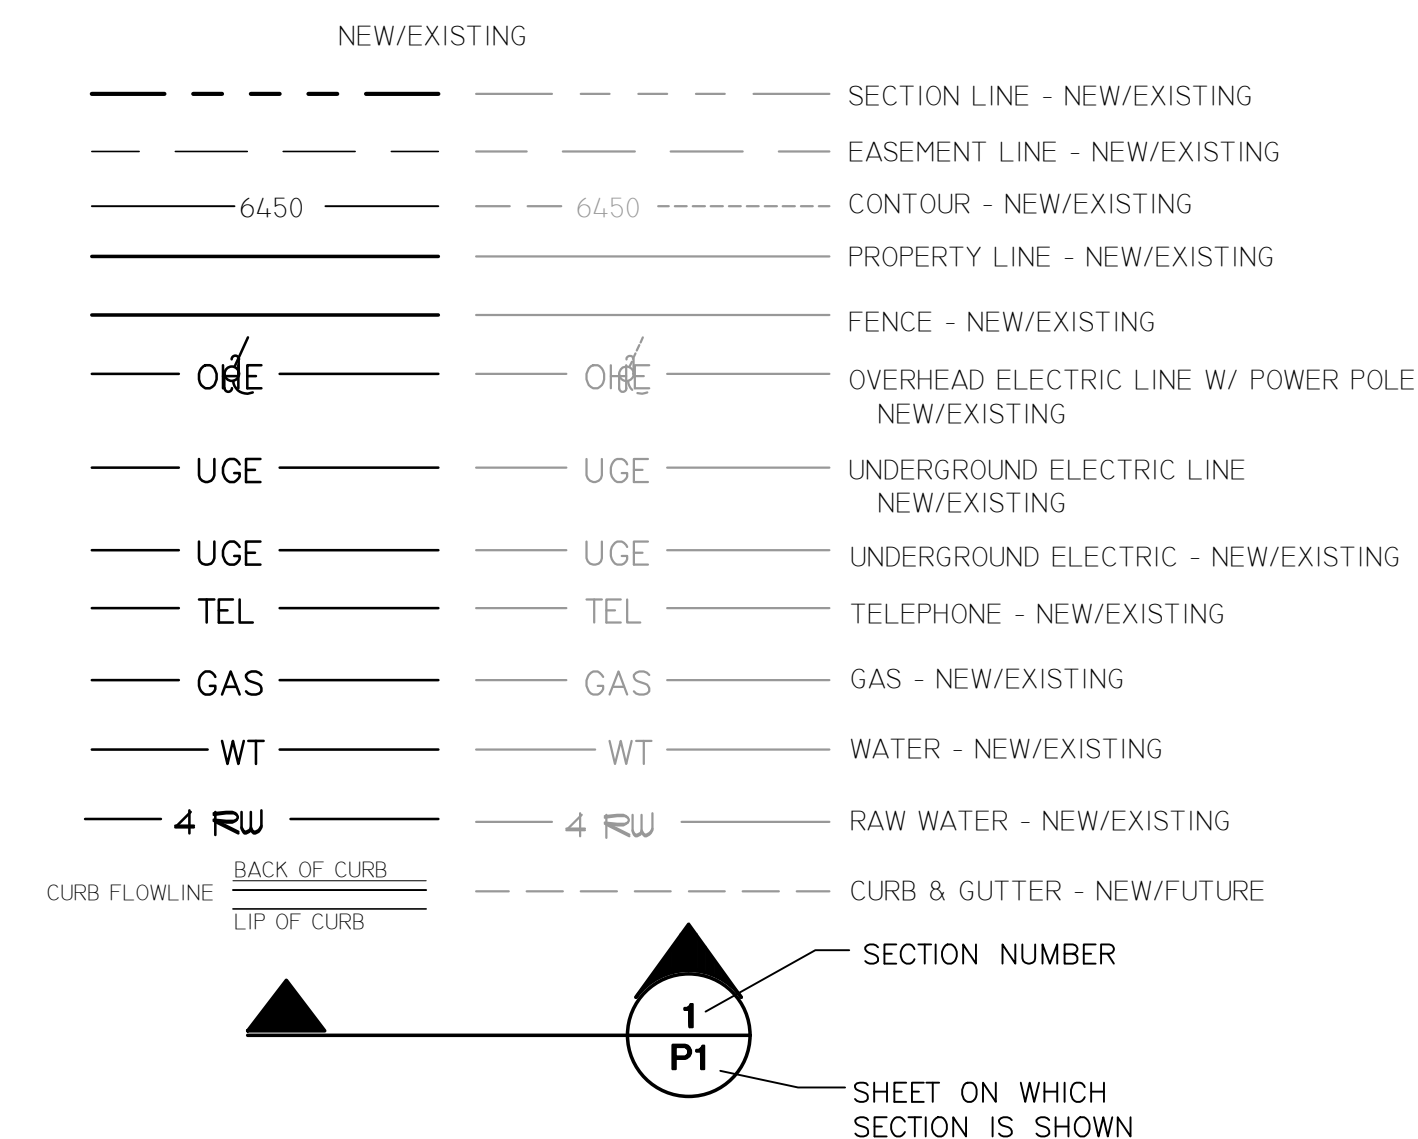 NEW/EXISTING
SECTION LINE - NEW/EXISTING
EASEMENT LINE - NEW/EXISTING
6450 6450 CONTOUR - NEW/EXISTING
PROPERTY LINE - NEW/EXISTING
FENCE - NEW/EXISTING
OHE OHE OVERHEAD ELECTRIC LINE W/ POWER POLE
NEW/EXISTING
UGE UGE UNDERGROUND ELECTRIC LINE
NEW/EXISTING
UGE UGE UNDERGROUND ELECTRIC - NEW/EXISTING
TEL TEL TELEPHONE - NEW/EXISTING
GAS GAS GAS - NEW/EXISTING
WT WT WATER - NEW/EXISTING
4 RW 4 RW RAW WATER - NEW/EXISTING
BACK OF CURB
CURB FLOWLINE CURB & GUTTER - NEW/FUTURE
LIP OF CURB
SECTION NUMBER
1
P1
SHEET ON WHICH
SECTION IS SHOWN